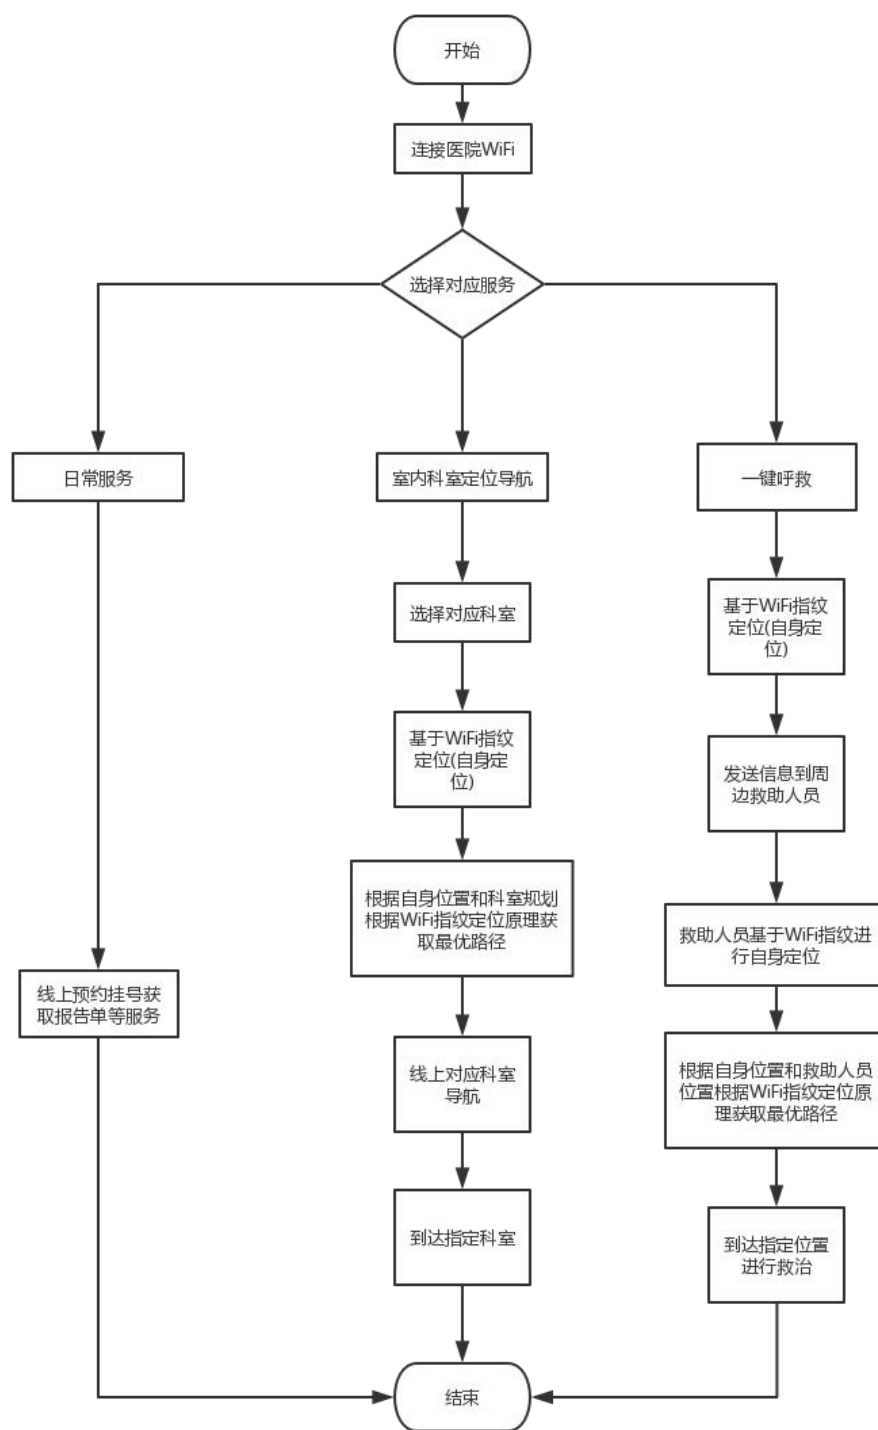 开始
连接医院WiFi
选择对应服务
日常服务
线上预约挂号获
取报告单等服务
室内科室定位导航
选择对应科室
基于WiFi指纹
定位(自身定
位)
根据自身位置和科室规划
根据WiFi指纹定位原理获
取最优路径
线上对应科室
导航
到达指定科室
一键呼救
基于WiFi指纹
定位(自身定
位)
发送信息到周
边救助人员
救助人员基于WiFi指纹进
行自身定位
根据自身位置和救助人员
位置根据WiFi指纹定位原
理获取最优路径
到达指定位置
进行救治
结束